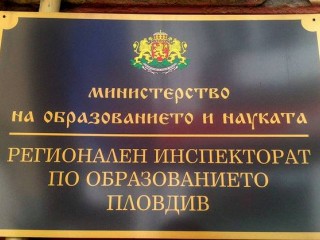 МИНИСТЕРСТВО
НА ОБРАЗОВАНИЕТО И НАУКАТА
РЕГИОНАЛЕН ИНСПЕКТОРАТ
ПО ОБРАЗОВАНИЕТО
ПЛОВДИВ